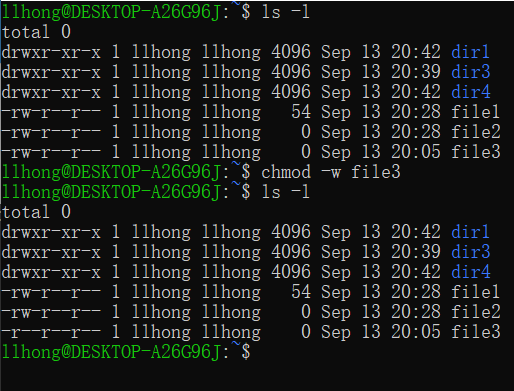 llhong@DESKTOP-A26G96J:~$ ls -l
total 0
drwxr-xr-x 1 llhong llhong 4096 Sep 13 20:42 dir1
drwxr-xr-x 1 llhong llhong 4096 Sep 13 20:39 dir3
drwxr-xr-x 1 llhong llhong 4096 Sep 13 20:42 dir4
-rw-r--r-- 1 llhong llhong   54 Sep 13 20:28 file1
-rw-r--r-- 1 llhong llhong    0 Sep 13 20:28 file2
-rw-r--r-- 1 llhong llhong    0 Sep 13 20:05 file3
llhong@DESKTOP-A26G96J:~$ chmod -w file3
llhong@DESKTOP-A26G96J:~$ ls -l
total 0
drwxr-xr-x 1 llhong llhong 4096 Sep 13 20:42 dir1
drwxr-xr-x 1 llhong llhong 4096 Sep 13 20:39 dir3
drwxr-xr-x 1 llhong llhong 4096 Sep 13 20:42 dir4
-rw-r--r-- 1 llhong llhong   54 Sep 13 20:28 file1
-rw-r--r-- 1 llhong llhong    0 Sep 13 20:28 file2
-r--r--r-- 1 llhong llhong    0 Sep 13 20:05 file3
llhong@DESKTOP-A26G96J:~$